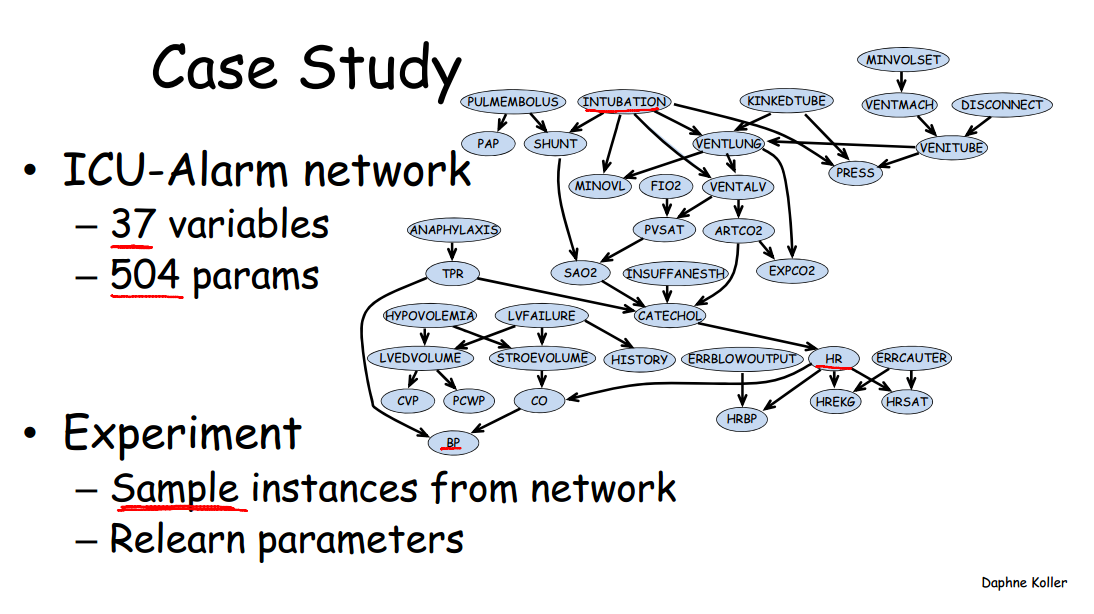 Case Study
• ICU-Alarm network
– 37 variables
– 504 params
• Experiment
– Sample instances from network
– Relearn parameters
MINVOLSET
PULMEMBOLUS INTUBATION KINKEDTUBE VENTMACH DISCONNECT
PAP SHUNT VENTLUNG VENITUBE
PRESS
MINOVL FIO2 VENTALV
ANAPHYLAXIS PVSAT ARTCO2
TPR SAO2 INSUFFANESTH EXPCO2
HYPOVOLEMIA LVFAILURE CATECHOL
LVEDVOLUME STROEVOLUME HISTORY ERRBLOWOUTPUT HR ERRCAUTER
CVP PCWP CO HREKG HRSAT
HRBP
BP
Daphne Koller